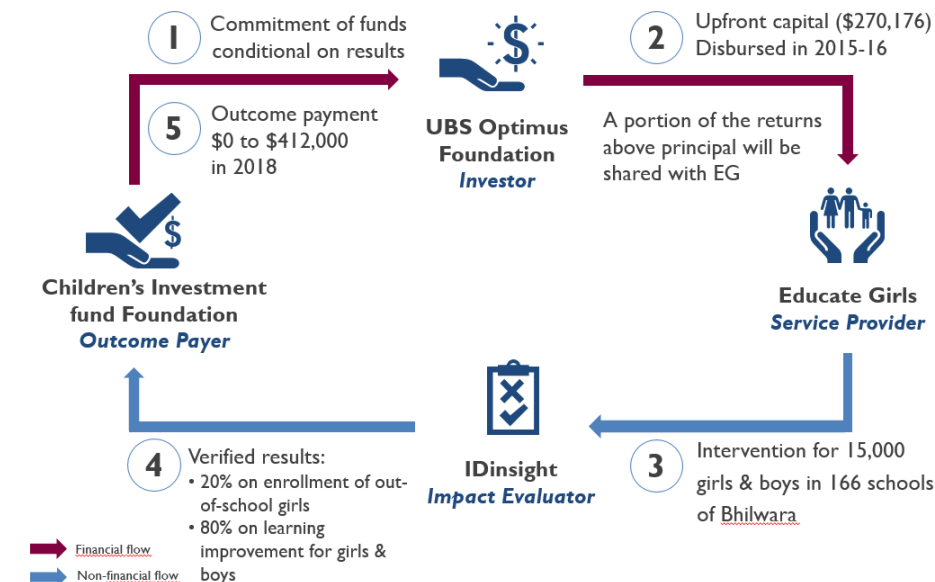 1
Commitment of funds
conditional on results
5
Outcome payment
$0 to $412,000
in 2018
$
UBS Optimus
Foundation
Investor
2
Upfront capital ($270,176)
Disbursed in 2015-16
A portion of the returns
above principal will be
shared with EG
$
Children's Investment
fund Foundation
Outcome Payer
Educate Girls
Service Provider
IDinsight
Impact Evaluator
3
Intervention for 15,000
girls & boys in 166 schools
of Bhilwara
4
Verified results:
• 20% on enrollment of out-
of-school girls
• 80% on learning
improvement for girls &
boys
Financial flow
Non-financial flow